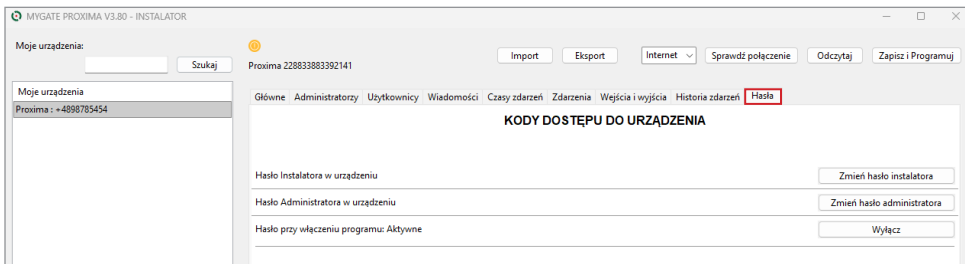 MYGATE PROXIMA V3.80 - INSTALATOR
Moje urządzenia:
Szukaj
Proxima 228833883392141
Import Eksport Internet Sprawdź połączenie Odczytaj Zapisz i Programuj
Moje urządzenia
Proxima : +4898785454
Główne Administratorzy Użytkownicy Wiadomości Czasy zdarzeń Zdarzenia Wejścia i wyjścia Historia zdarzeń Hasła
KODY DOSTĘPU DO URZĄDZENIA
Hasło Instalatora w urządzeniu Zmień hasło instalatora
Hasło Administratora w urządzeniu Zmień hasło administratora
Hasło przy włączeniu programu: Aktywne Wyłącz